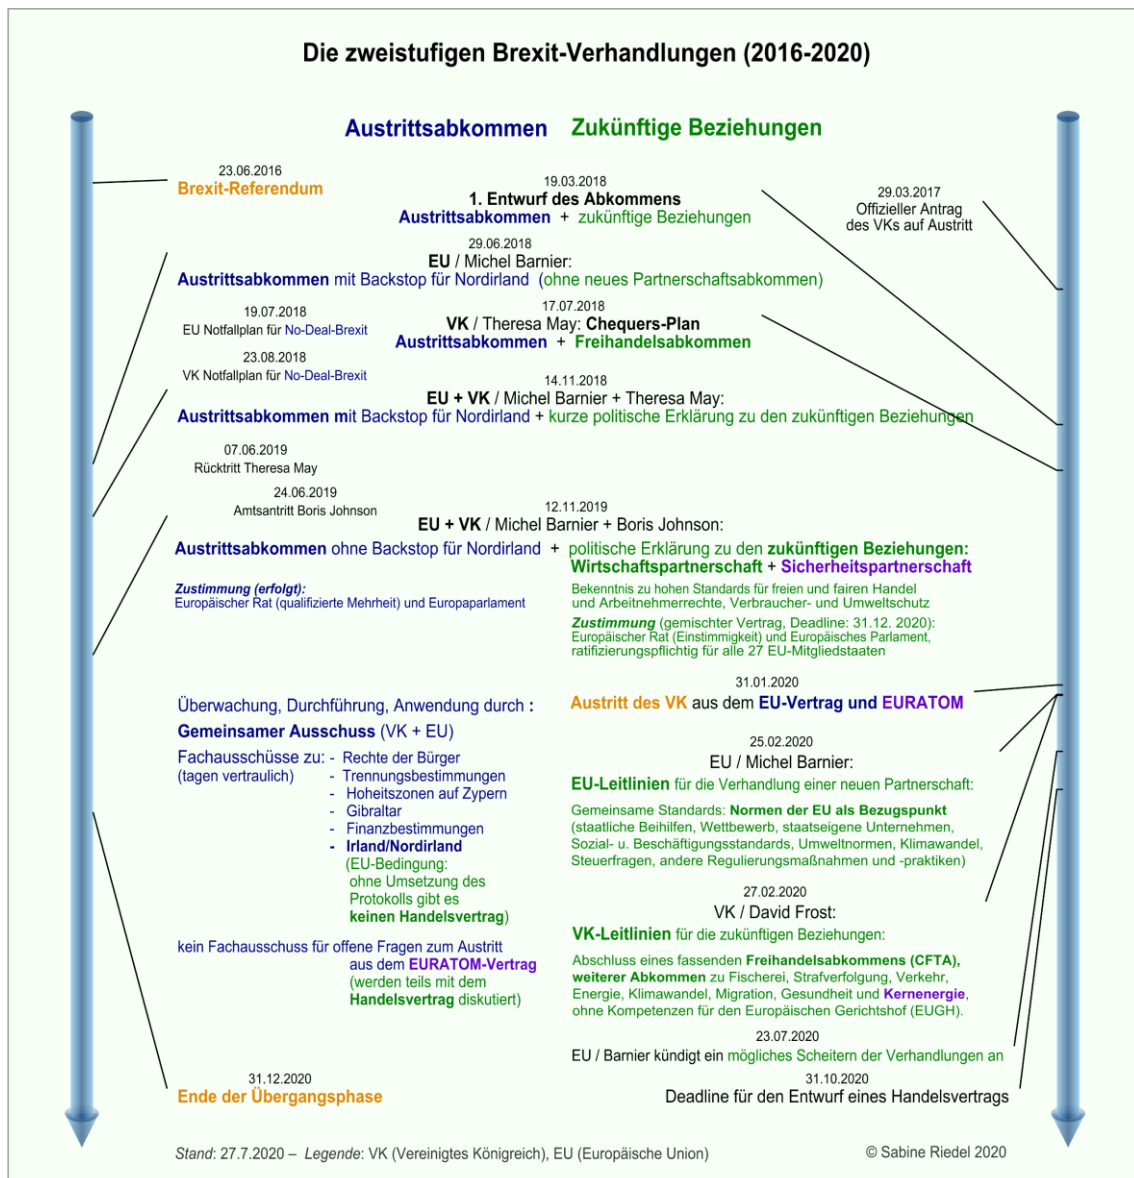 Die zweistufigen Brexit-Verhandlungen (2016-2020)
Austrittsabkommen Zukünftige Beziehungen
23.06.2016
Brexit-Referendum
19.03.2018
1. Entwurf des Abkommens
Austrittsabkommen + zukünftige Beziehungen
29.03.2017
Offizieller Antrag
des VKs auf Austritt
29.06.2018
EU / Michel Barnier:
Austrittsabkommen mit Backstop für Nordirland (ohne neues Partnerschaftsabkommen)
19.07.2018
EU Notfallplan für No-Deal-Brexit
17.07.2018
VK / Theresa May: Chequers-Plan
Austrittsabkommen + Freihandelsabkommen
23.08.2018
VK Notfallplan für No-Deal-Brexit
14.11.2018
EU + VK / Michel Barnier + Theresa May:
Austrittsabkommen mit Backstop für Nordirland + kurze politische Erklärung zu den zukünftigen Beziehungen
07.06.2019
Rücktritt Theresa May
24.06.2019
Amtsantritt Boris Johnson
12.11.2019
EU + VK / Michel Barnier + Boris Johnson:
Austrittsabkommen ohne Backstop für Nordirland + politische Erklärung zu den zukünftigen Beziehungen:
Wirtschaftspartnerschaft + Sicherheitspartnerschaft
Zustimmung (erfolgt):
Europäischer Rat (qualifizierte Mehrheit) und Europaparlament
Bekenntnis zu hohen Standards für freien und fairen Handel
und Arbeitnehmerrechte, Verbraucher- und Umweltschutz
Zustimmung (gemischter Vertrag, Deadline: 31.12. 2020):
Europäischer Rat (Einstimmigkeit) und Europäisches Parlament,
ratifizierungspflichtig für alle 27 EU-Mitgliedstaaten
31.01.2020
Austritt des VK aus dem EU-Vertrag und EURATOM
Überwachung, Durchführung, Anwendung durch :
Gemeinsamer Ausschuss (VK + EU)
Fachausschüsse zu: - Rechte der Bürger
(tagen vertraulich) - Trennungsbestimmungen
- Hoheitszonen auf Zypern
- Gibraltar
- Finanzbestimmungen
- Irland/Nordirland
(EU-Bedingung:
ohne Umsetzung des
Protokolls gibt es
keinen Handelsvertrag)
kein Fachausschuss für offene Fragen zum Austritt
aus dem EURATOM-Vertrag
(werden teils mit dem
Handelsvertrag diskutiert)
25.02.2020
EU / Michel Barnier:
EU-Leitlinien für die Verhandlung einer neuen Partnerschaft:
Gemeinsame Standards: Normen der EU als Bezugspunkt
(staatliche Beihilfen, Wettbewerb, staatseigene Unternehmen,
Sozial- u. Beschäftigungsstandards, Umweltnormen, Klimawandel,
Steuerfragen, andere Regulierungsmaßnahmen und -praktiken)
27.02.2020
VK / David Frost:
VK-Leitlinien für die zukünftigen Beziehungen:
Abschluss eines fassenden Freihandelsabkommens (CFTA),
weiterer Abkommen zu Fischerei, Strafverfolgung, Verkehr,
Energie, Klimawandel, Migration, Gesundheit und Kernenergie,
ohne Kompetenzen für den Europäischen Gerichtshof (EUGH).
23.07.2020
EU / Barnier kündigt ein mögliches Scheitern der Verhandlungen an
31.12.2020
Ende der Übergangsphase
31.10.2020
Deadline für den Entwurf eines Handelsvertrags
Stand: 27.7.2020 – Legende: VK (Vereinigtes Königreich), EU (Europäische Union)
© Sabine Riedel 2020